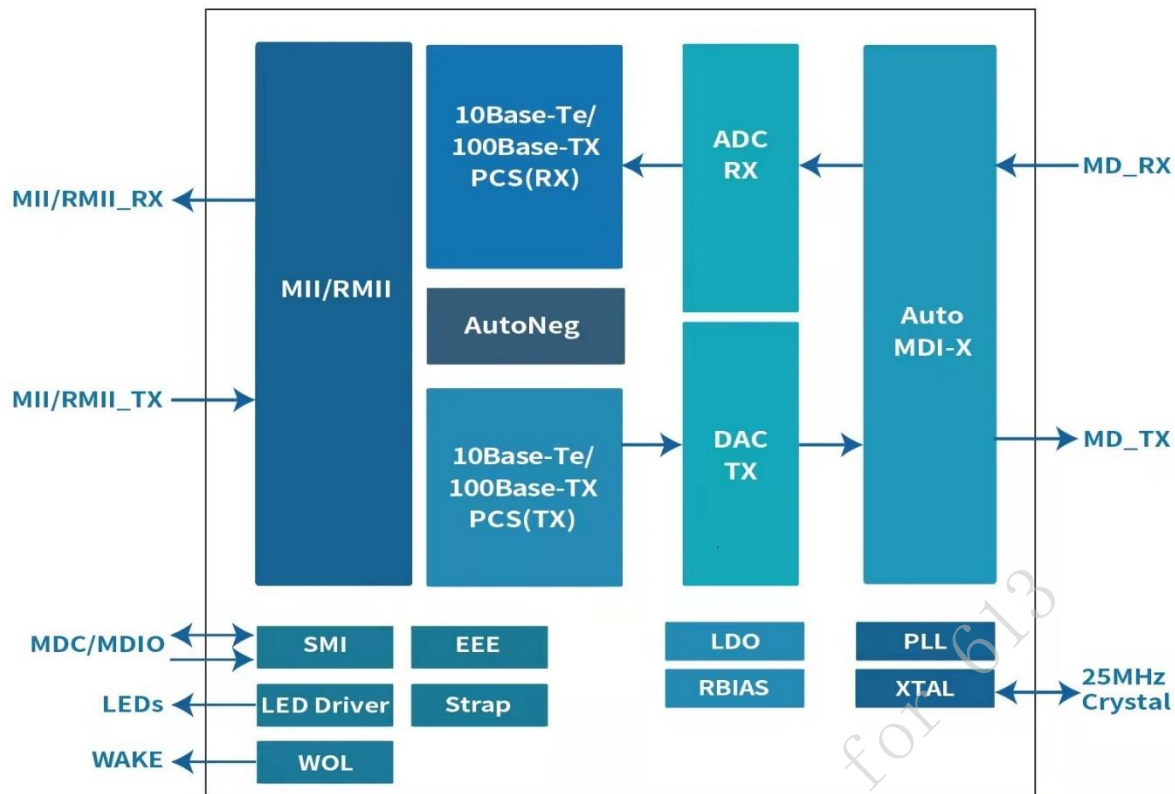 10Base-Te/
100Base-TX
PCS(RX)
ADC
RX
MD_RX
MII/RMII_RX
MII/RMII
AutoNeg
Auto
MDI-X
MII/RMII_TX
10Base-Te/
100Base-TX
PCS(TX)
DAC
TX
MD_TX
MDC/MDIO
SMI
EEE
LDO
PLL
LEDs
LED Driver
Strap
RBIAS
XTAL
25MHz
Crystal
WAKE
WOL
for 613